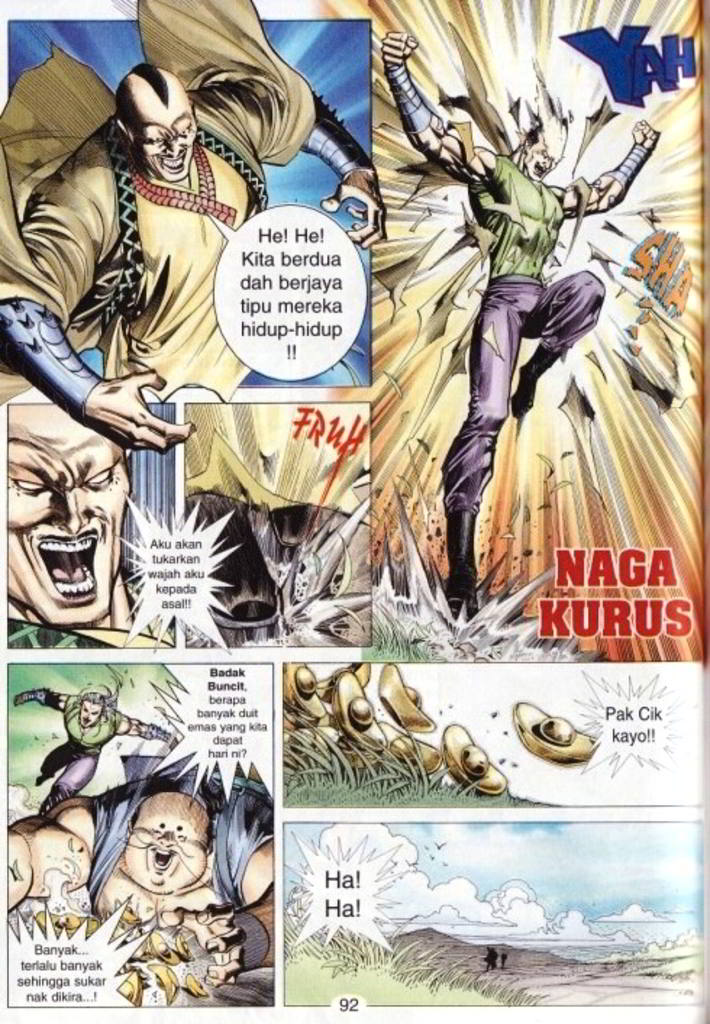 He! He!
Kita berdua
dah berjaya
tipu mereka
hidup-hidup
!!
YAH
SHA
NAGA
KURUS
Aku akan
tukarkan
wajah aku
kepada
asal!!
FRUH
Badak
Buncit,
berapa
banyak duit
emas yang kita
dapat
hari ni?
Banyak...
terlalu banyak
sehingga sukar
nak dikira...!
Pak Cik
kayo!!
Ha!
Ha!
92